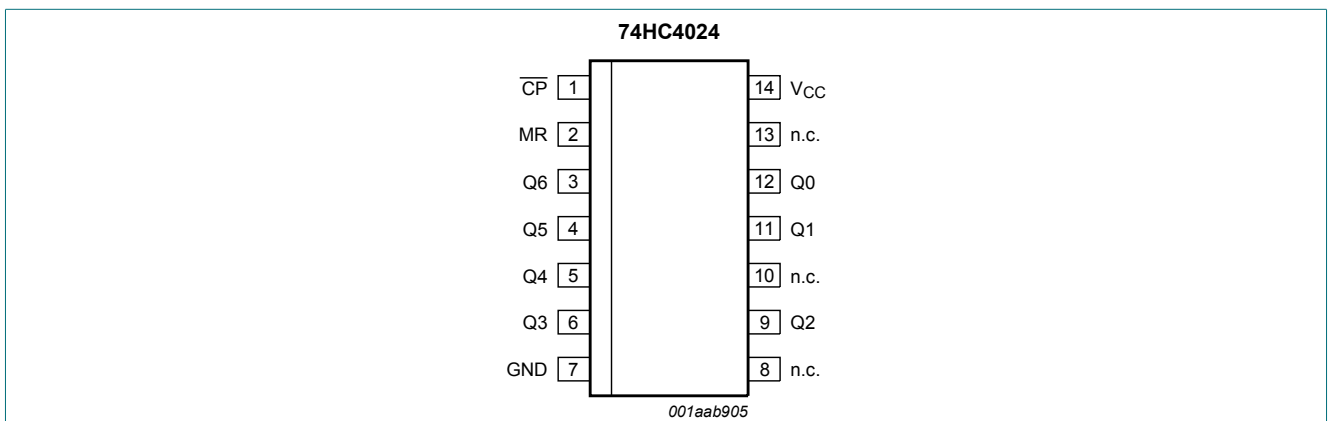 74HC4024
C̅P̅ 1 14 VCC
MR 2 13 n.c.
Q6 3 12 Q0
Q5 4 11 Q1
Q4 5 10 n.c.
Q3 6 9 Q2
GND 7 8 n.c.
001aab905